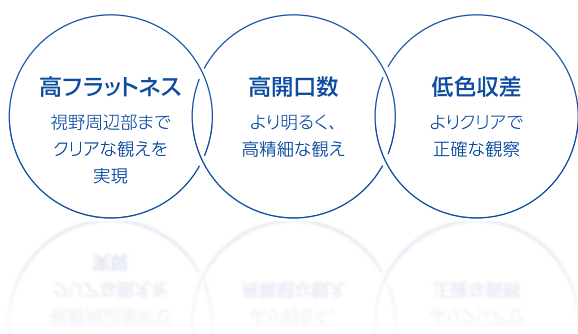 高フラットネス
視野周辺部まで
クリアな観えを
実現
高開口数
より明るく、
高精細な観え
低色収差
よりクリアで
正確な観察